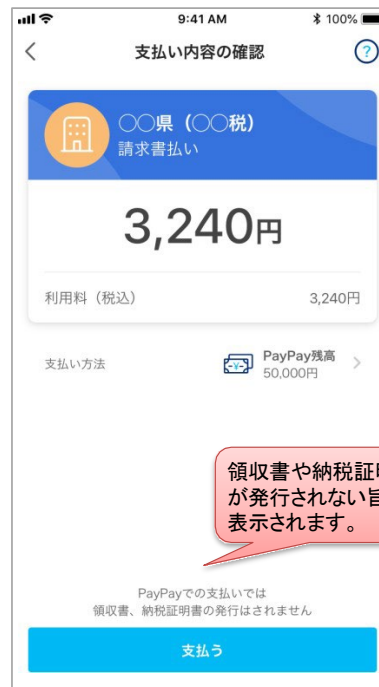 9:41 AM
100%
支払い内容の確認
?
○○県（○○税）
請求書払い
3,240円
利用料（税込）
3,240円
支払い方法
PayPay残高
50,000円
領収書や納税証
が発行されない
表示されます。
PayPayでの支払いでは
領収書、納税証明書の発行はされません
支払う